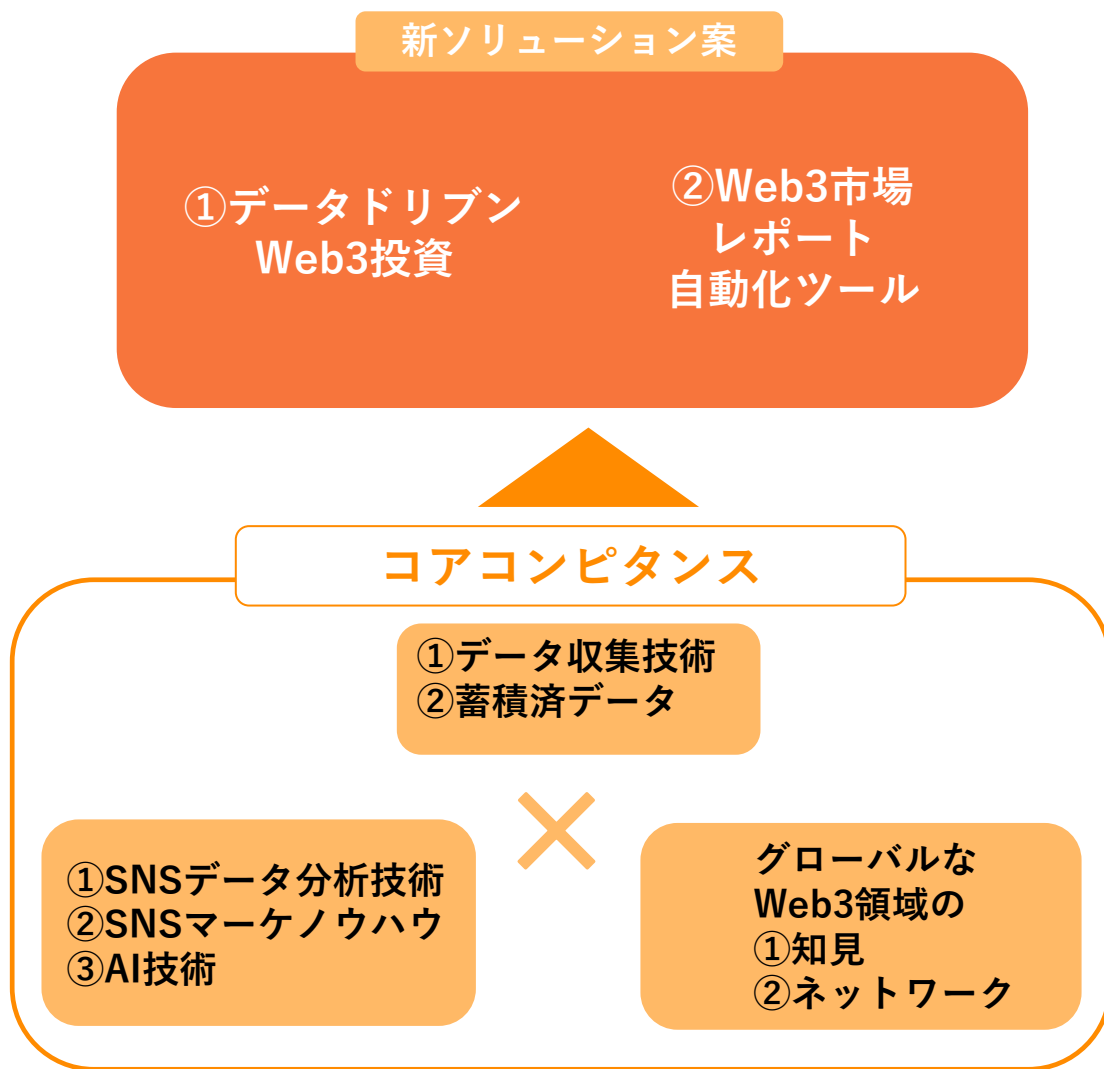 新ソリューション案
①データドリブン
Web3投資
②Web3市場
レポート
自動化ツール
コアコンピタンス
①データ収集技術
②蓄積済データ
①SNSデータ分析技術
②SNSマーケノウハウ
③AI技術
グローバルな
Web3領域の
①知見
②ネットワーク